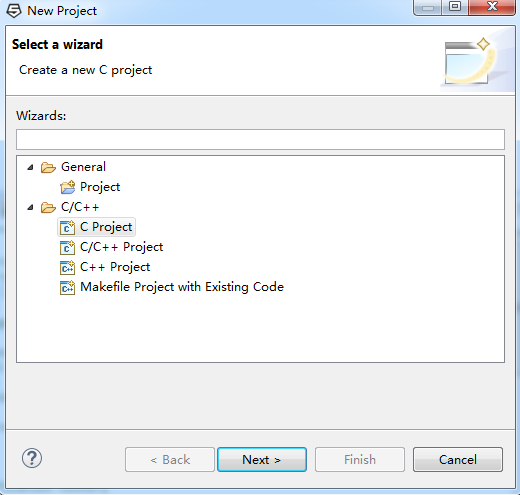 New Project
Select a wizard
Create a new C project
Wizards:
General
Project
C/C++
C Project
C/C++ Project
C++ Project
Makefile Project with Existing Code
< Back
Next >
Finish
Cancel